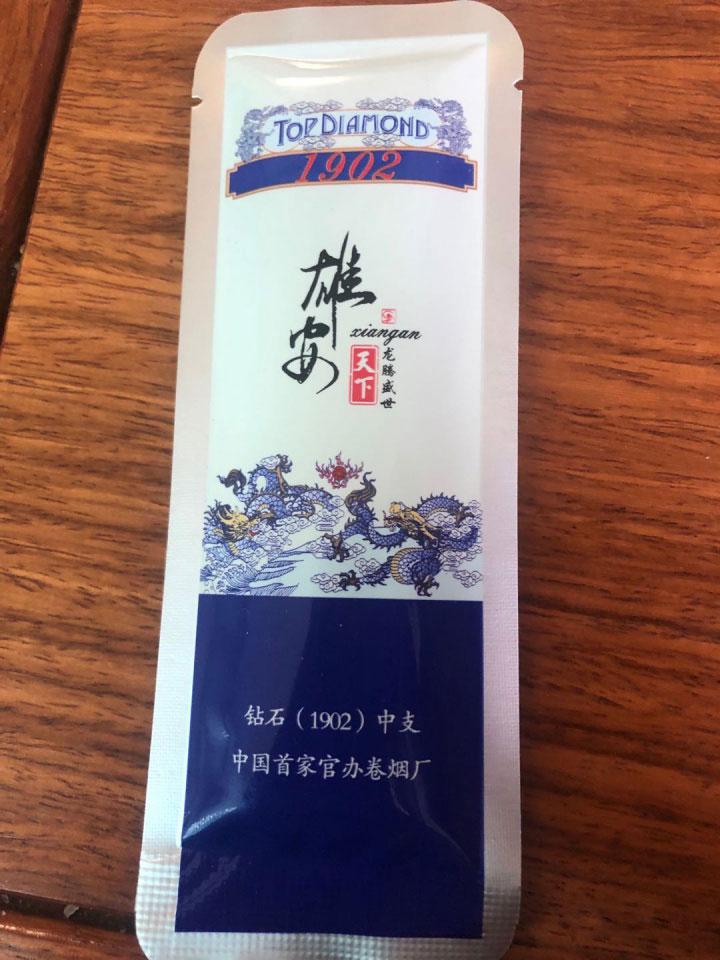 TOP DIAMOND
1902
雄安
xiongan
天下
龙腾盛世
钻石（1902）中支
中国首家官办卷烟厂